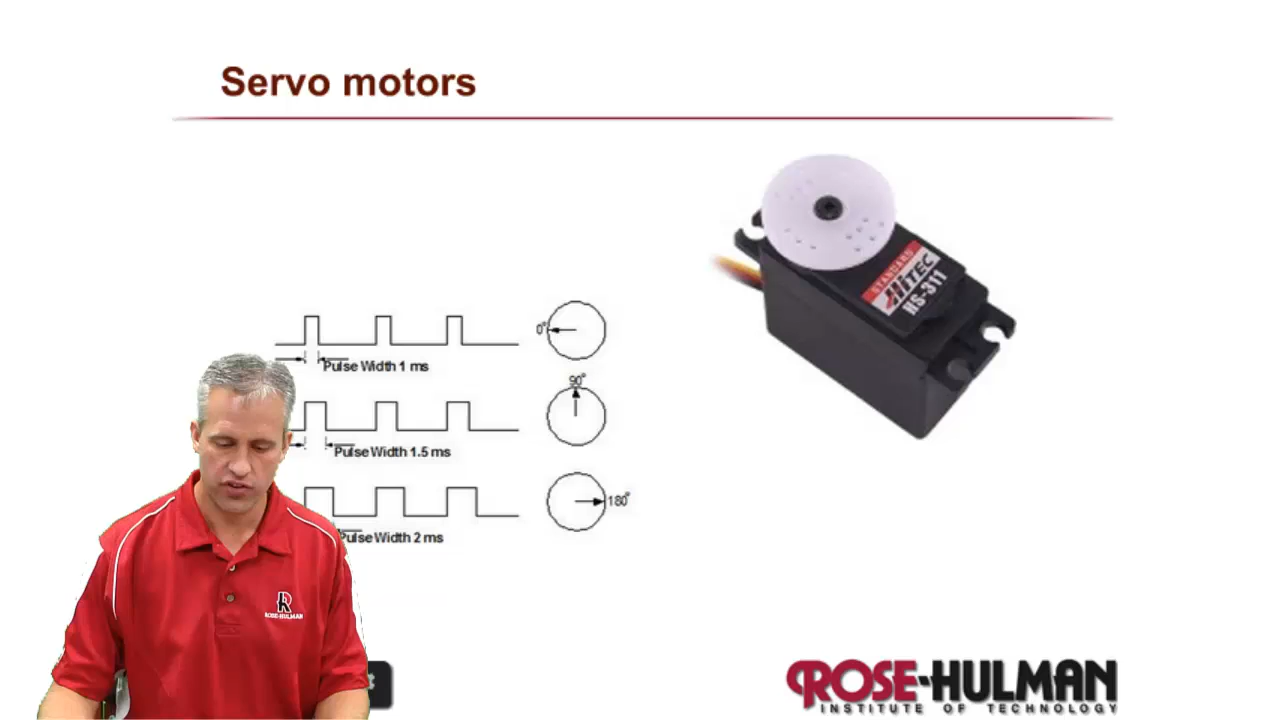 Servo motors
STANDARD
HiTEC
HS-311
0°
Pulse Width 1 ms
90°
Pulse Width 1.5 ms
180°
Pulse Width 2 ms
ROSE-HULMAN
ROSE-HULMAN
INSTITUTE OF TECHNOLOGY